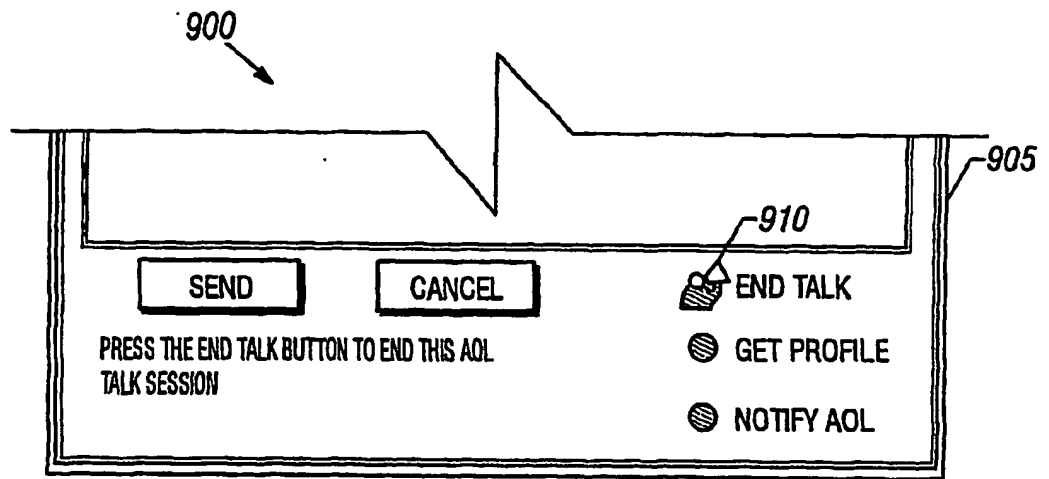 900
905
910
SEND
CANCEL
END TALK
PRESS THE END TALK BUTTON TO END THIS AOL
TALK SESSION
GET PROFILE
NOTIFY AOL